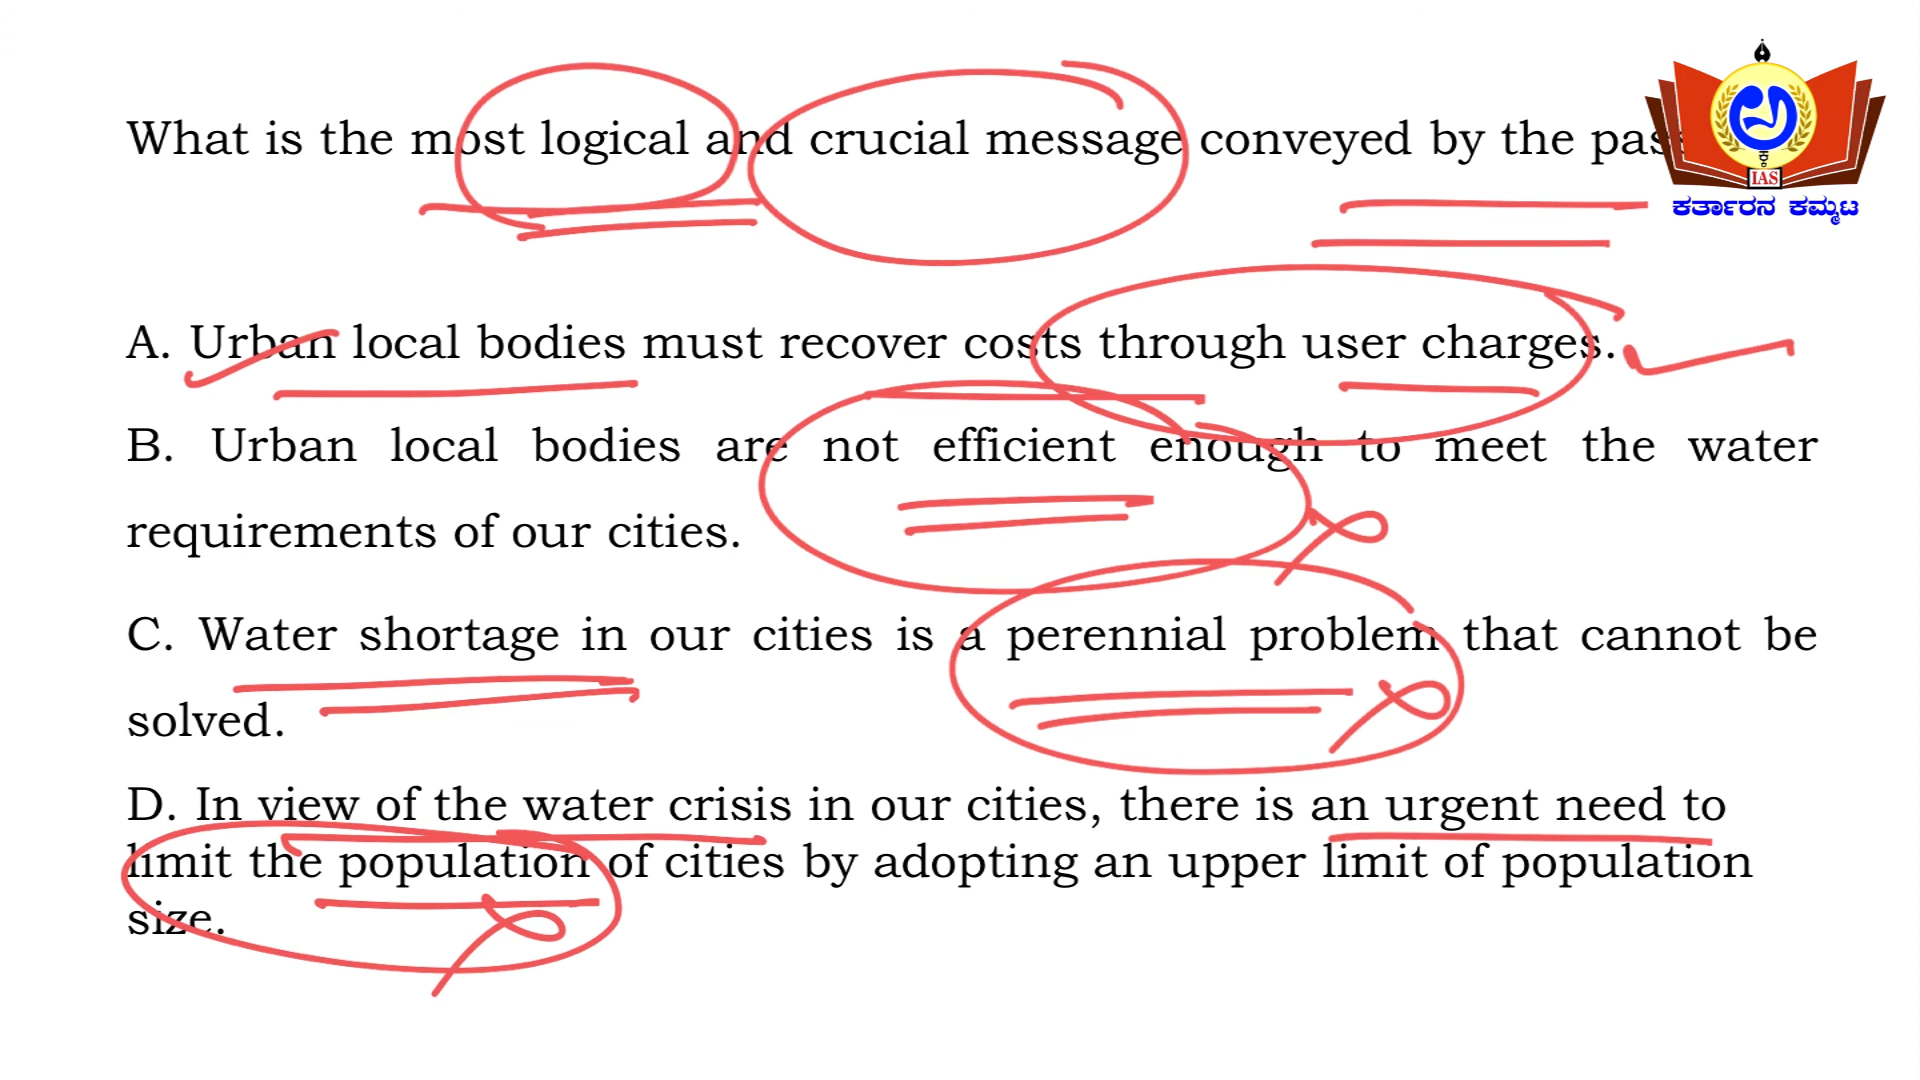 What is the most logical and crucial message conveyed by the
IAS
ಕರ್ತಾರನ ಕಮ್ಮಟ
A. Urban local bodies must recover costs through user charges.
B. Urban local bodies are not efficient enough to meet the water
requirements of our cities.
C. Water shortage in our cities is a perennial problem that cannot be
solved.
D. In view of the water crisis in our cities, there is an urgent need to
limit the population of cities by adopting an upper limit of population
size.